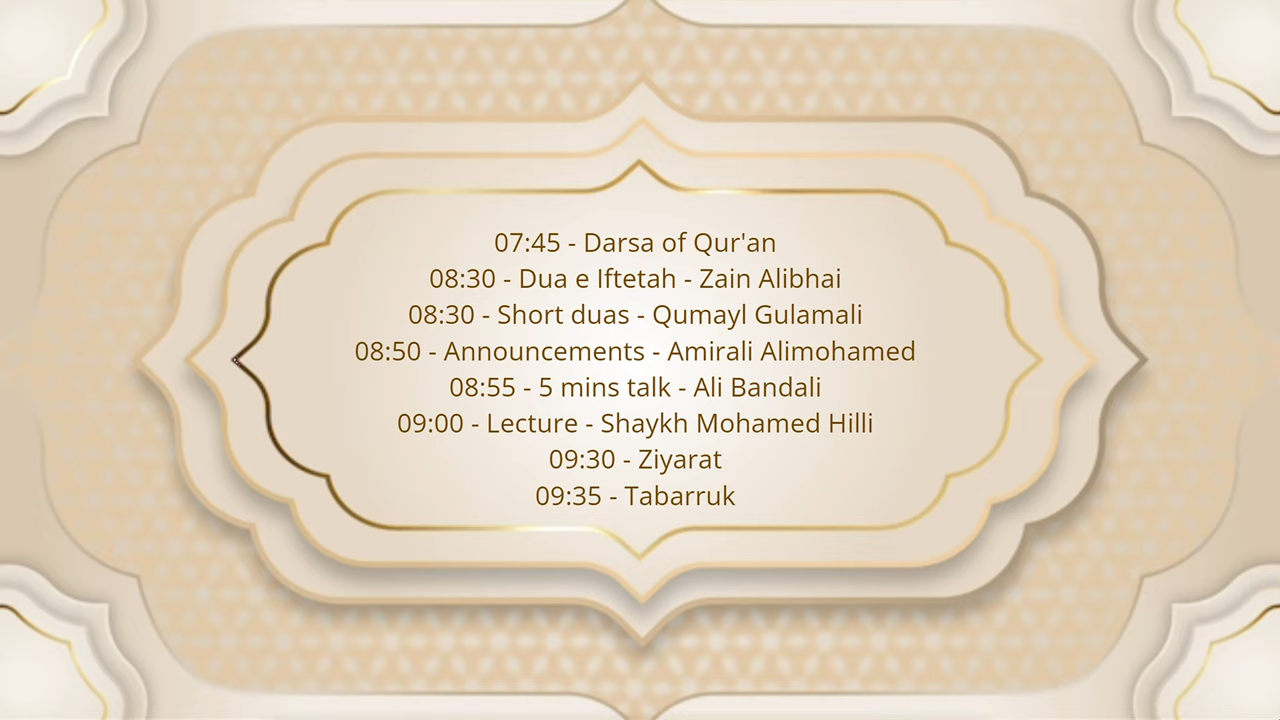 07:45 - Darsa of Qur'an
08:30 - Dua e Iftetah - Zain Alibhai
08:30 - Short duas - Qumayl Gulamali
08:50 - Announcements - Amirali Alimohamed
08:55 - 5 mins talk - Ali Bandali
09:00 - Lecture - Shaykh Mohamed Hilli
09:30 - Ziyarat
09:35 - Tabarruk